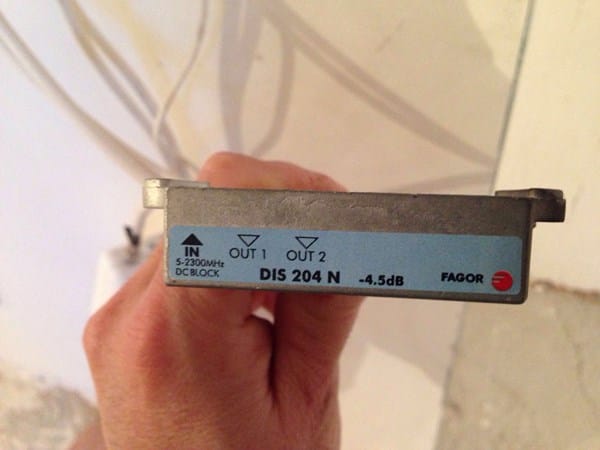 IN
5-2300MHz
DC BLOCK
OUT 1
OUT 2
DIS 204 N
-4.5dB
FAGOR